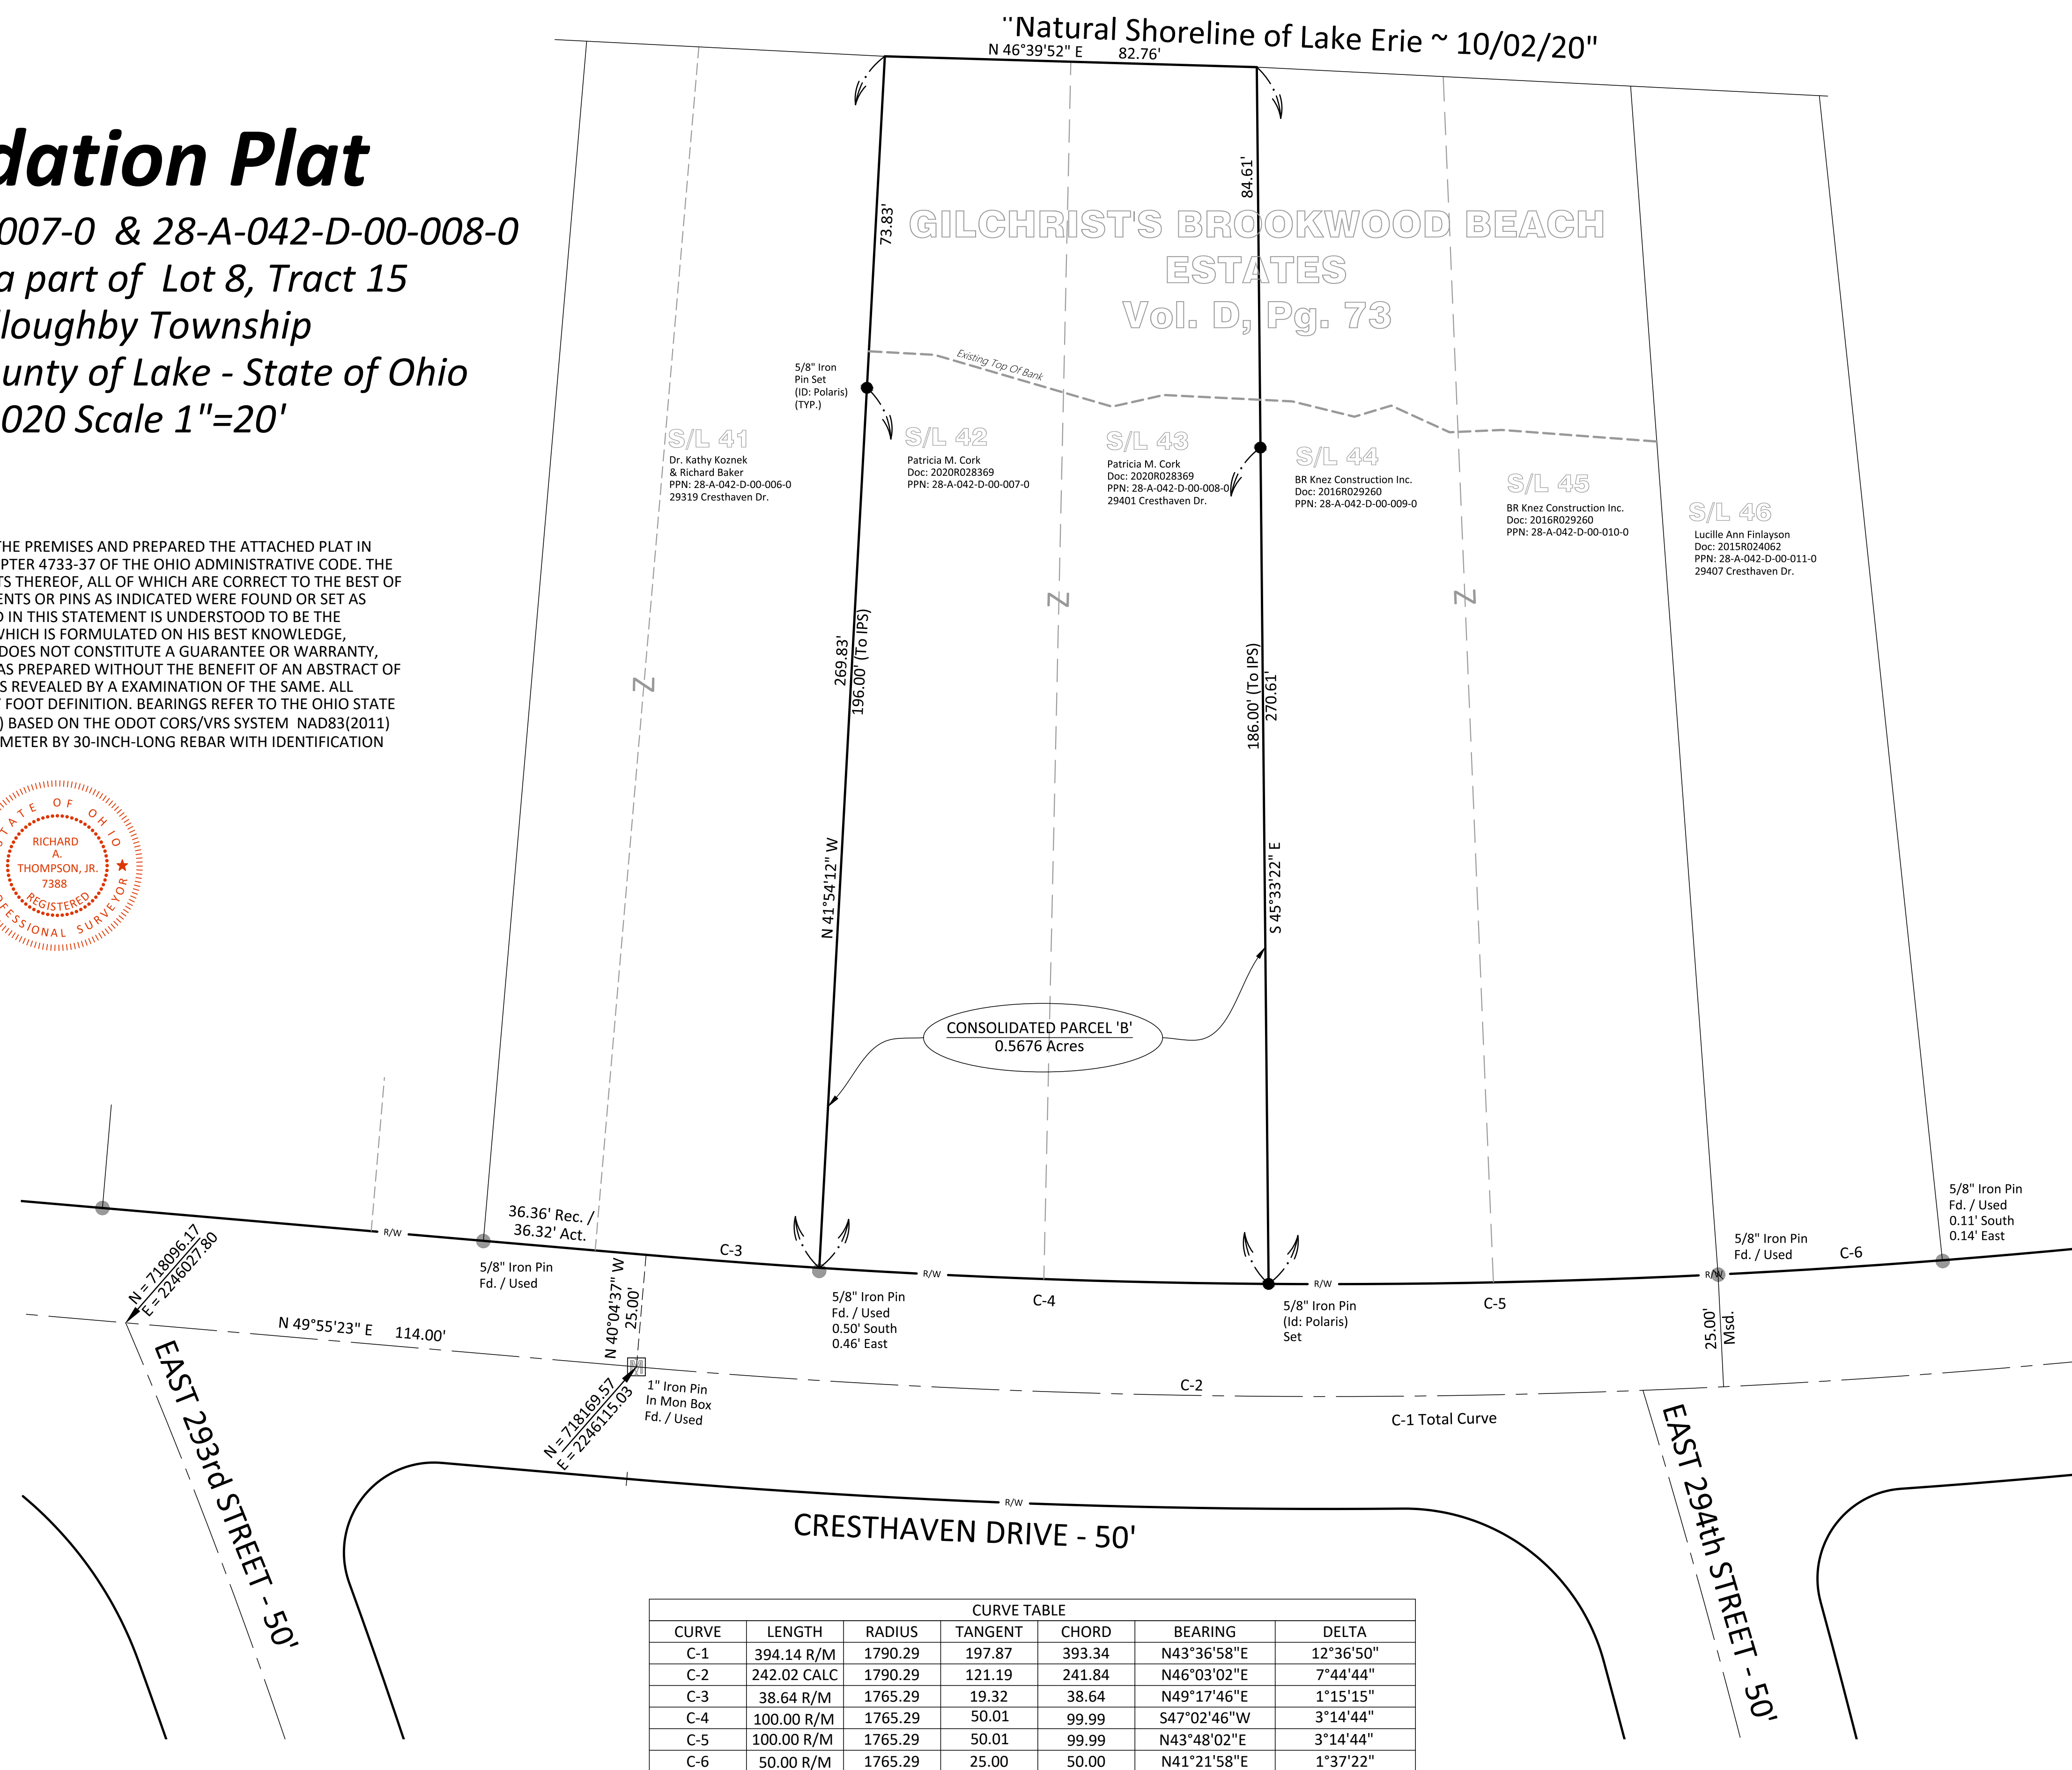 "Natural Shoreline of Lake Erie ~ 10/02/20"
N 46°39'52" E 82.76'
dation Plat
007-0 & 28-A-042-D-00-008-0
a part of Lot 8, Tract 15
lloughby Township
ounty of Lake - State of Ohio
020 Scale 1"=20'
THE PREMISES AND PREPARED THE ATTACHED PLAT IN
PTER 4733-37 OF THE OHIO ADMINISTRATIVE CODE. THE
TS THEREOF, ALL OF WHICH ARE CORRECT TO THE BEST OF
ENTS OR PINS AS INDICATED WERE FOUND OR SET AS
D IN THIS STATEMENT IS UNDERSTOOD TO BE THE
WHICH IS FORMULATED ON HIS BEST KNOWLEDGE,
DOES NOT CONSTITUTE A GUARANTEE OR WARRANTY,
AS PREPARED WITHOUT THE BENEFIT OF AN ABSTRACT OF
S REVEALED BY A EXAMINATION OF THE SAME. ALL
FOOT DEFINITION. BEARINGS REFER TO THE OHIO STATE
) BASED ON THE ODOT CORS/VRS SYSTEM NAD83(2011)
METER BY 30-INCH-LONG REBAR WITH IDENTIFICATION
STATE OF OHIO
RICHARD
A.
THOMPSON, JR.
7388
REGISTERED
OFESSIONAL SURVEYOR
73.83'
84.61'
GILCHRIST'S BROOKWOOD BEACH
ESTATES
Vol. D, Pg. 73
Existing Top Of Bank
5/8" Iron
Pin Set
(ID: Polaris)
(TYP.)
S/L 41
Dr. Kathy Koznek
& Richard Baker
PPN: 28-A-042-D-00-006-0
29319 Cresthaven Dr.
S/L 42
Patricia M. Cork
Doc: 2020R028369
PPN: 28-A-042-D-00-007-0
S/L 43
Patricia M. Cork
Doc: 2020R028369
PPN: 28-A-042-D-00-008-0
29401 Cresthaven Dr.
S/L 44
BR Knez Construction Inc.
Doc: 2016R029260
PPN: 28-A-042-D-00-009-0
S/L 45
BR Knez Construction Inc.
Doc: 2016R029260
PPN: 28-A-042-D-00-010-0
S/L 46
Lucille Ann Finlayson
Doc: 2015R024062
PPN: 28-A-042-D-00-011-0
29407 Cresthaven Dr.
Z
Z
Z
269.83'
196.00' (To IPS)
186.00' (To IPS)
270.61'
N 41°54'12" W
S 45°33'22" E
CONSOLIDATED PARCEL 'B'
0.5676 Acres
R/W
36.36' Rec. /
36.32' Act.
C-3
R/W
C-4
R/W
C-5
R/W
C-6
5/8" Iron Pin
Fd. / Used
5/8" Iron Pin
Fd. / Used
0.50' South
0.46' East
5/8" Iron Pin
(Id: Polaris)
Set
5/8" Iron Pin
Fd. / Used
5/8" Iron Pin
Fd. / Used
0.11' South
0.14' East
N = 718096.17
E = 2246027.80
N 49°55'23" E 114.00'
N 40°04'37" W
25.00'
M
1" Iron Pin
In Mon Box
Fd. / Used
N = 718169.57
E = 2246115.03
C-2
C-1 Total Curve
25.00'
Msd.
EAST 293rd STREET - 50'
EAST 294th STREET - 50'
R/W
CRESTHAVEN DRIVE - 50'
CURVE TABLE
CURVE LENGTH RADIUS TANGENT CHORD BEARING DELTA
C-1 394.14 R/M 1790.29 197.87 393.34 N43°36'58"E 12°36'50"
C-2 242.02 CALC 1790.29 121.19 241.84 N46°03'02"E 7°44'44"
C-3 38.64 R/M 1765.29 19.32 38.64 N49°17'46"E 1°15'15"
C-4 100.00 R/M 1765.29 50.01 99.99 S47°02'46"W 3°14'44"
C-5 100.00 R/M 1765.29 50.01 99.99 N43°48'02"E 3°14'44"
C-6 50.00 R/M 1765.29 25.00 50.00 N41°21'58"E 1°37'22"